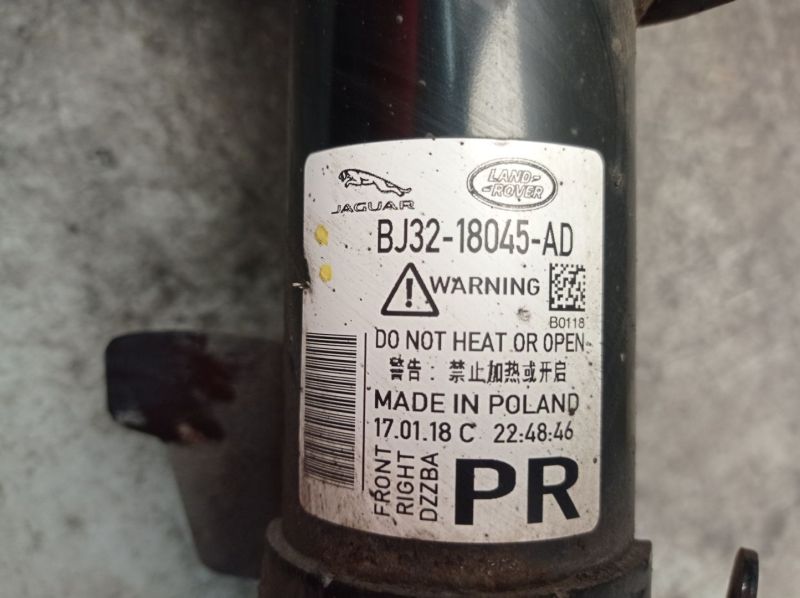 JAGUAR
LAND-
-ROVER
BJ32-18045-AD
WARNING
B0118
DO NOT HEAT OR OPEN
警告：禁止加热或开启
MADE IN POLAND
17.01.18 C 22:48:46
FRONT
RIGHT
DZZBA
PR